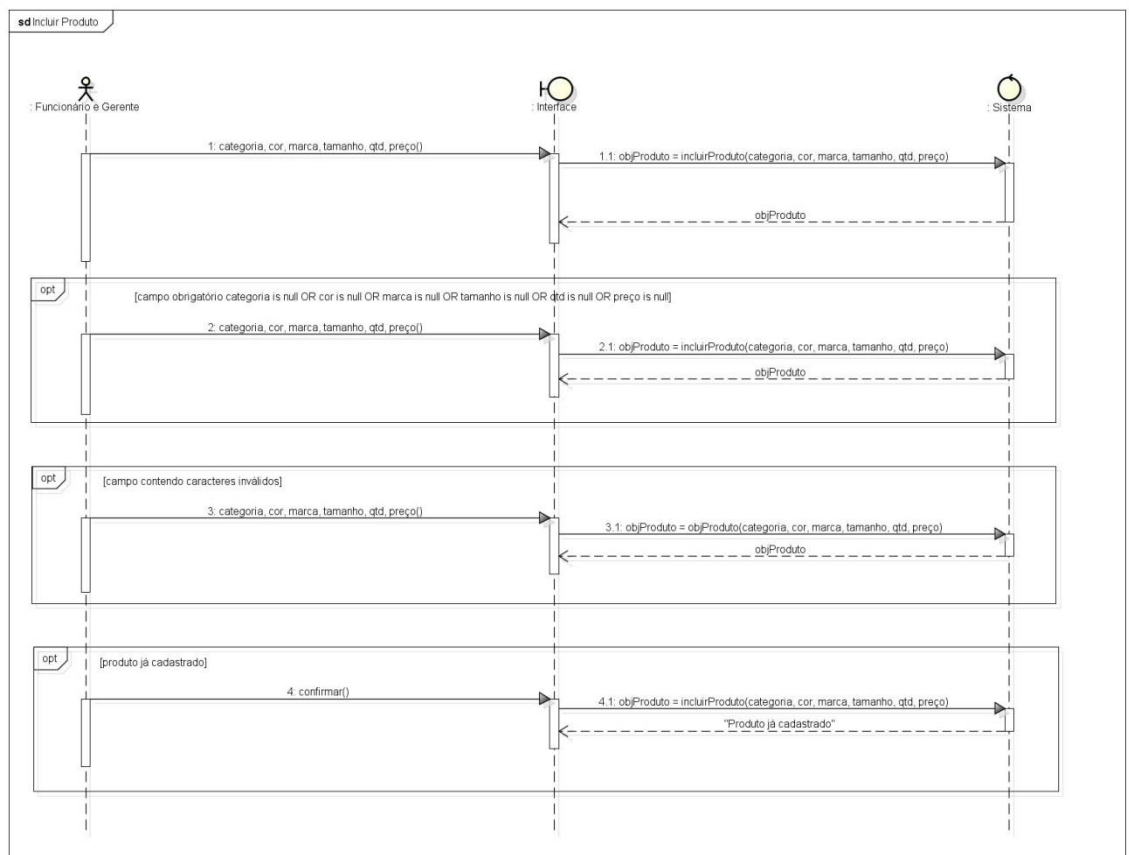 sd Incluir Produto
: Funcionário e Gerente
: Interface
: Sistema
1: categoria, cor, marca, tamanho, qtd, preço()
1.1: objProduto = incluirProduto(categoria, cor, marca, tamanho, qtd, preço)
objProduto
opt
[campo obrigatório categoria is null OR cor is null OR marca is null OR tamanho is null OR qtd is null OR preço is null]
2: categoria, cor, marca, tamanho, qtd, preço()
2.1: objProduto = incluirProduto(categoria, cor, marca, tamanho, qtd, preço)
objProduto
opt
[campo contendo caracteres inválidos]
3: categoria, cor, marca, tamanho, qtd, preço()
3.1: objProduto = objProduto(categoria, cor, marca, tamanho, qtd, preço)
objProduto
opt
[produto já cadastrado]
4: confirmar()
4.1: objProduto = incluirProduto(categoria, cor, marca, tamanho, qtd, preço)
"Produto já cadastrado"